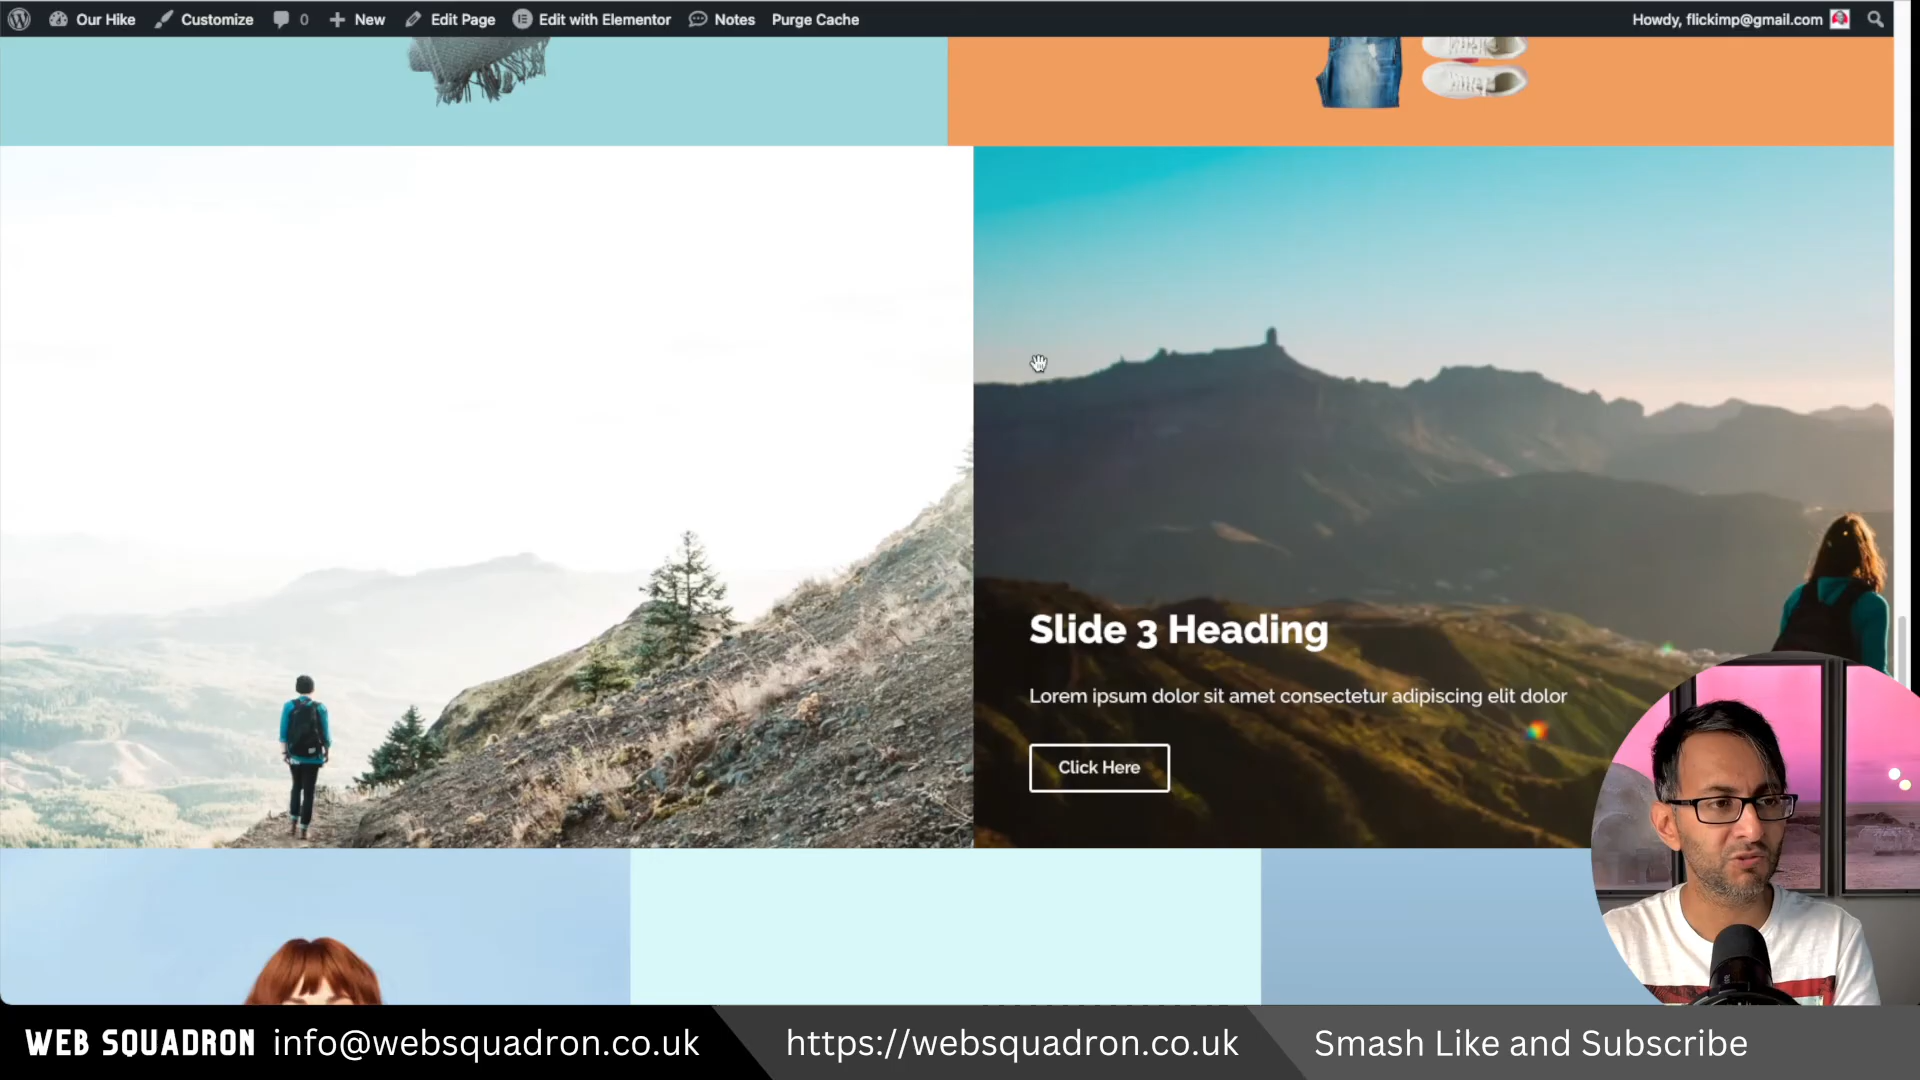 Our Hike Customize 0 New Edit Page Edit with Elementor Notes Purge Cache Howdy, flickimp@gmail.com
Slide 3 Heading
Lorem ipsum dolor sit amet consectetur adipiscing elit dolor
Click Here
WEB SQUADRON info@websquadron.co.uk https://websquadron.co.uk Smash Like and Subscribe